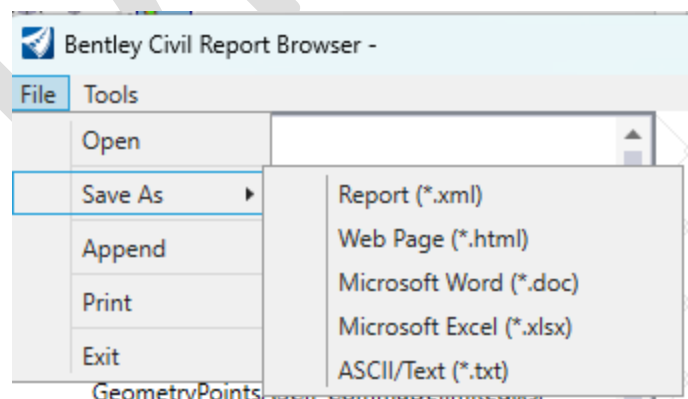 Bentley Civil Report Browser -
File Tools
Open
Save As
Report (*.xml)
Web Page (*.html)
Append
Microsoft Word (*.doc)
Print
Microsoft Excel (*.xlsx)
Exit
ASCII/Text (*.txt)
GeometryPoints